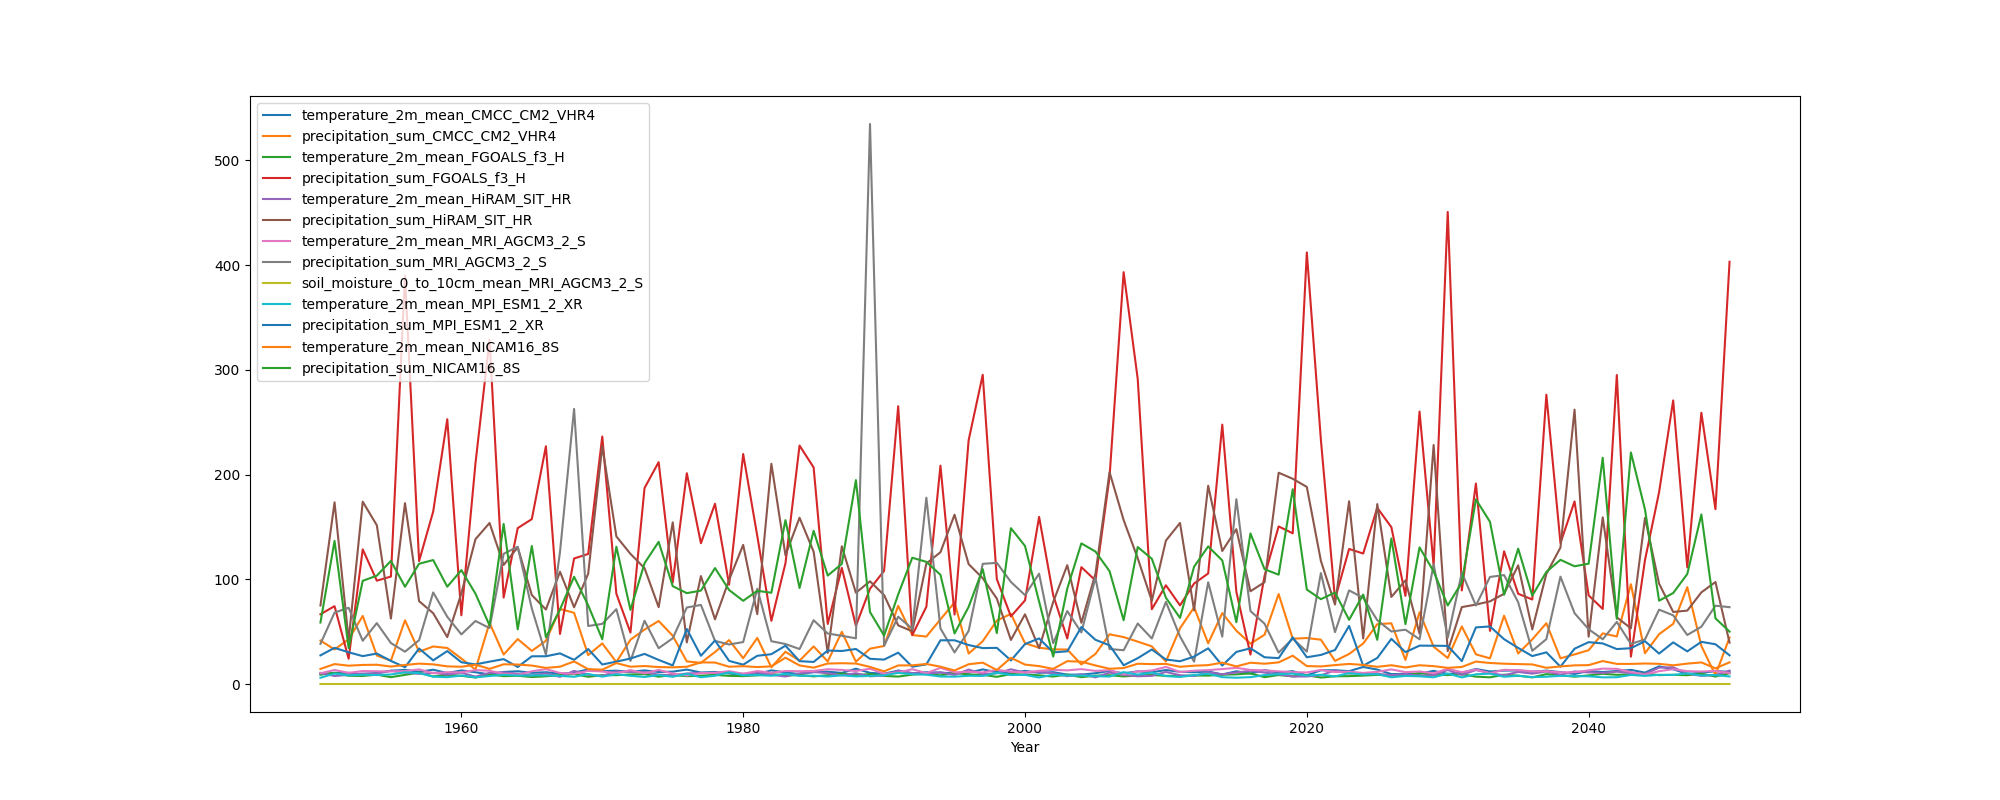 temperature_2m_mean_CMCC_CM2_VHR4
precipitation_sum_CMCC_CM2_VHR4
temperature_2m_mean_FGOALS_f3_H
precipitation_sum_FGOALS_f3_H
temperature_2m_mean_HiRAM_SIT_HR
precipitation_sum_HiRAM_SIT_HR
temperature_2m_mean_MRI_AGCM3_2_S
precipitation_sum_MRI_AGCM3_2_S
soil_moisture_0_to_10cm_mean_MRI_AGCM3_2_S
temperature_2m_mean_MPI_ESM1_2_XR
precipitation_sum_MPI_ESM1_2_XR
temperature_2m_mean_NICAM16_8S
precipitation_sum_NICAM16_8S
500
400
300
200
100
0
1960 1980 2000 2020 2040
Year